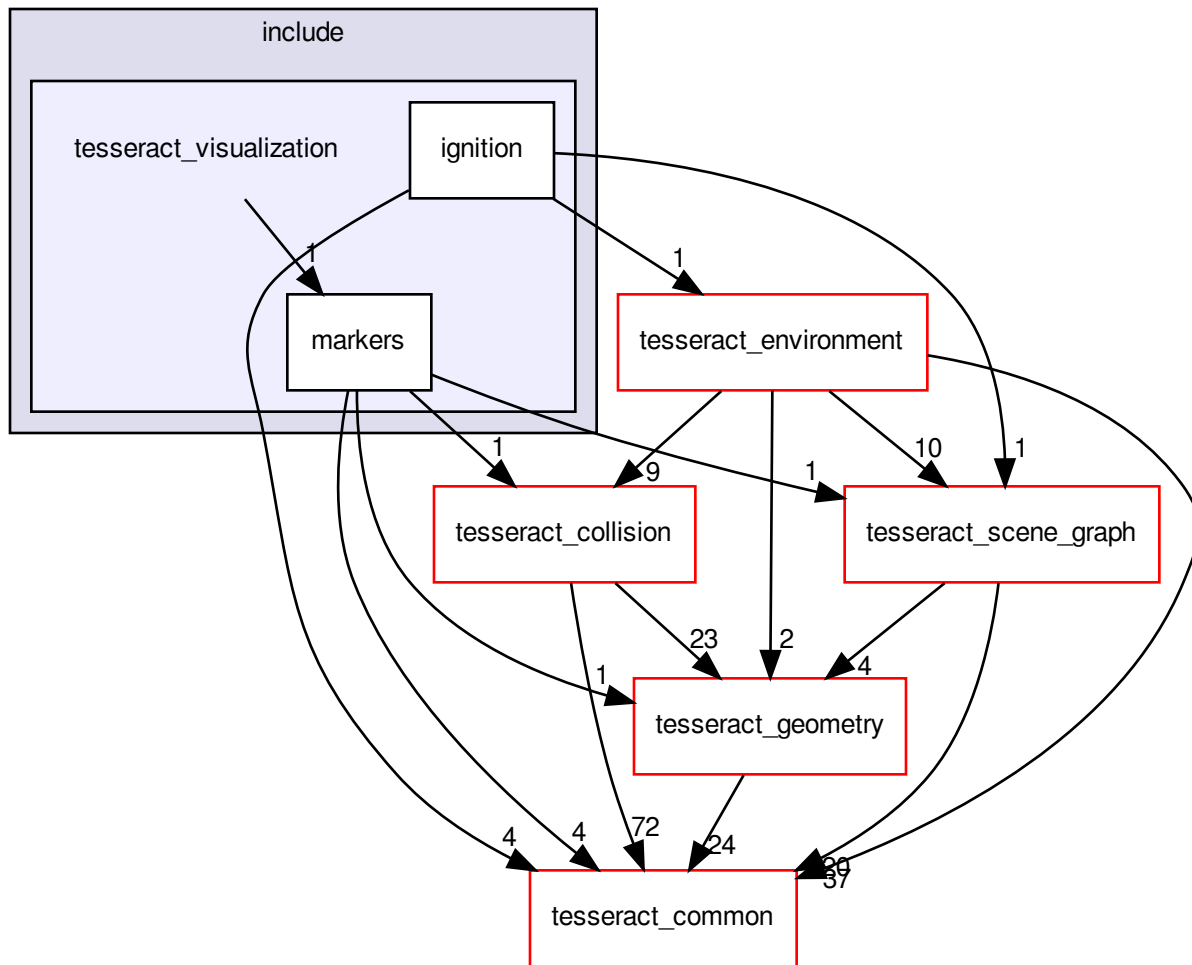 include
tesseract_visualization
ignition
1
1
markers
tesseract_environment
1
9
10
1
1
tesseract_collision
tesseract_scene_graph
23
2
4
1
tesseract_geometry
4
4
72
24
37
tesseract_common